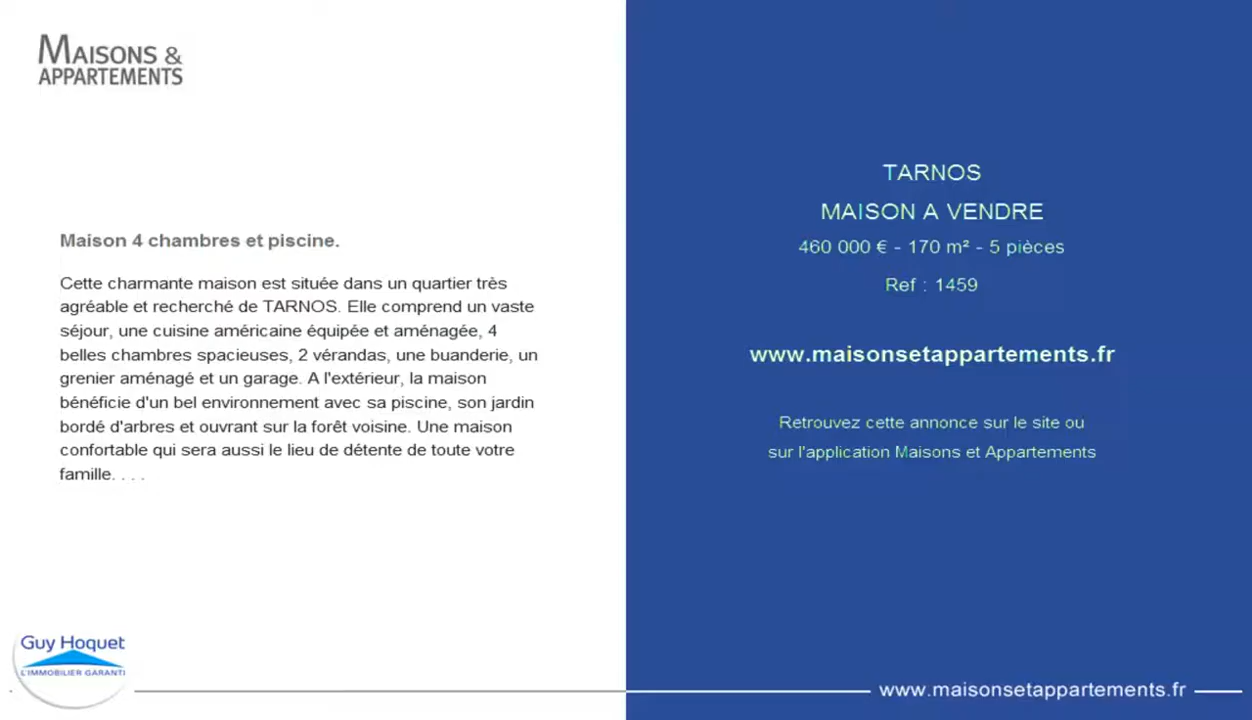 MAISONS &
APPARTEMENTS
Maison 4 chambres et piscine.
Cette charmante maison est située dans un quartier très
agréable et recherché de TARNOS. Elle comprend un vaste
séjour, une cuisine américaine équipée et aménagée, 4
belles chambres spacieuses, 2 vérandas, une buanderie, un
grenier aménagé et un garage. A l'extérieur, la maison
bénéficie d'un bel environnement avec sa piscine, son jardin
bordé d'arbres et ouvrant sur la forêt voisine. Une maison
confortable qui sera aussi le lieu de détente de toute votre
famille. . . .
TARNOS
MAISON A VENDRE
460 000 € - 170 m² - 5 pièces
Ref : 1459
www.maisonsetappartements.fr
Retrouvez cette annonce sur le site ou
sur l'application Maisons et Appartements
Guy Hoquet
L'IMMOBILIER GARANTI
www.maisonsetappartements.fr